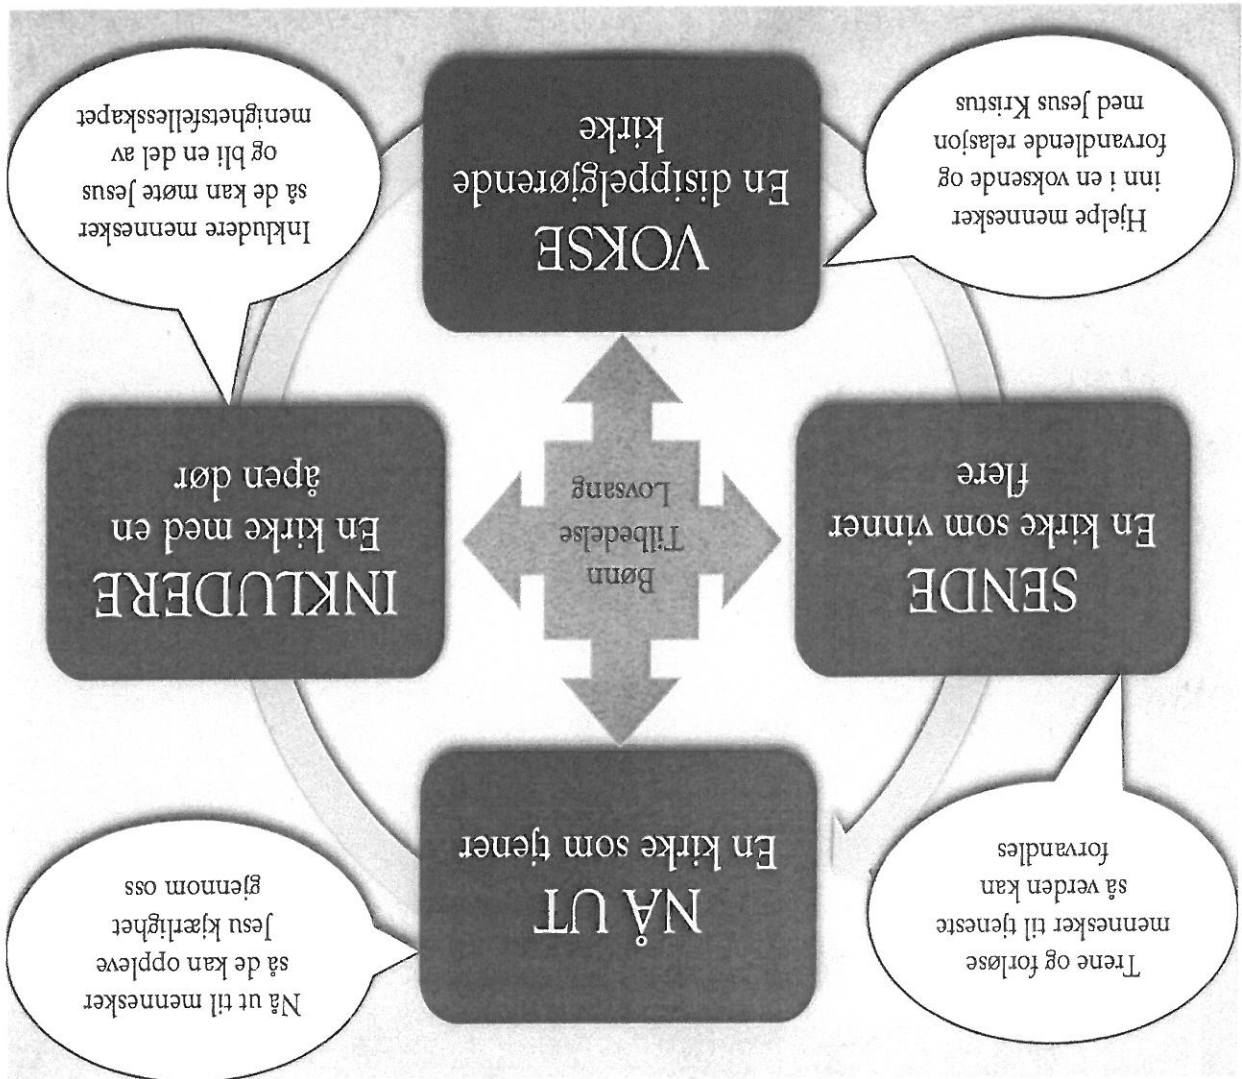 Trene og forløse
mennesker til tjeneste
så verden kan
forvandles
NÅ UT
En kirke som tjener
Nå ut til mennesker
så de kan oppleve
Jesu kjærlighet
gjennom oss
SENDE
En kirke som vinner
flere
Bønn
Tilbedelse
Lovsang
INKLUDERE
En kirke med en
åpen dør
Hjelpe mennesker
inn i en voksende og
forvandlende relasjon
med Jesus Kristus
VOKSE
En disippelgjørende
kirke
Inkludere mennesker
så de kan møte Jesus
og bli en del av
menighetsfellesskapet